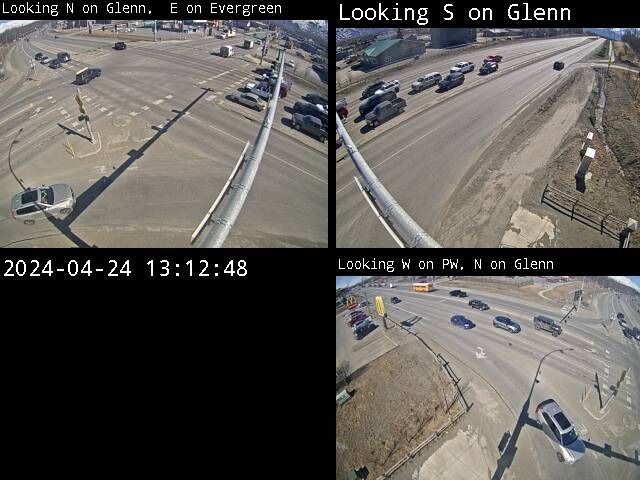 Looking N on Glenn,  E on Evergreen
Looking S on Glenn
2024-04-24 13:12:48
Looking W on PW, N on Glenn